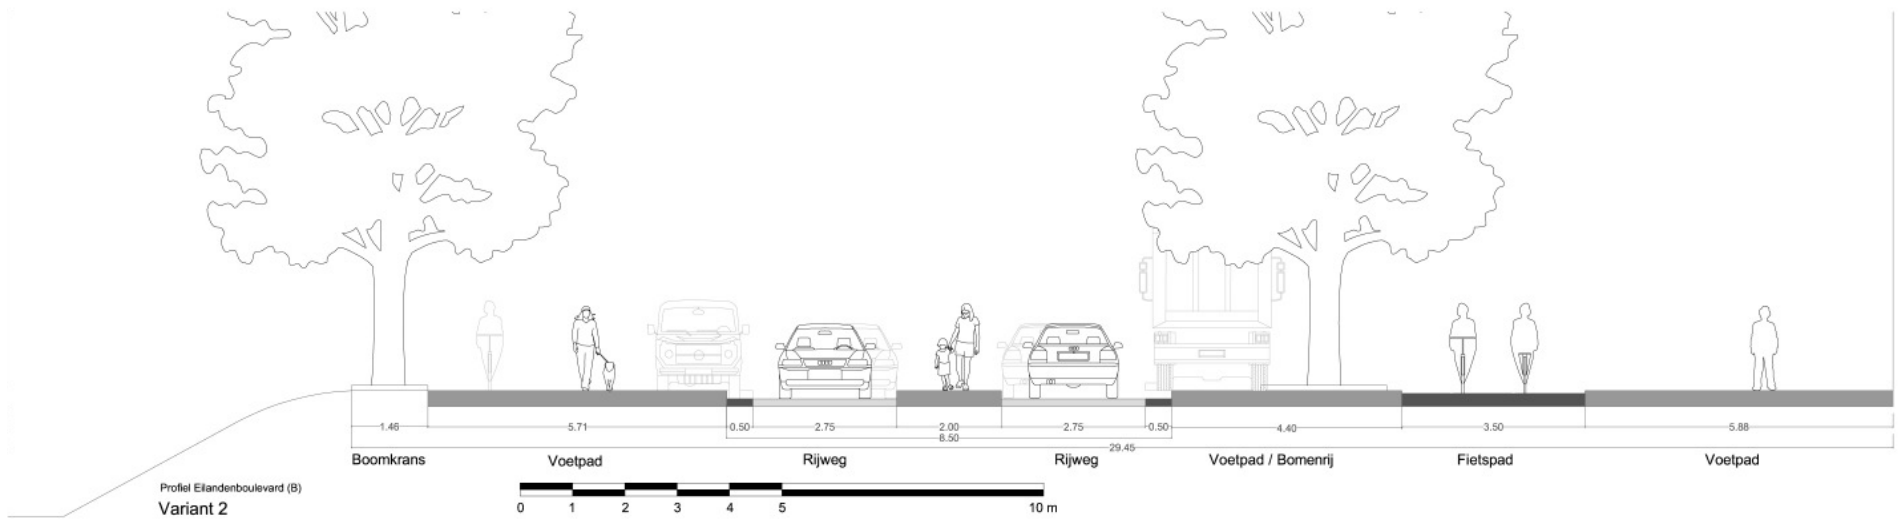 1.46 5.71 0.50 2.75 2.00 2.75 0.50 4.40 3.50 5.88
8.50
29.45
Boomkrans Voetpad Rijweg Rijweg Voetpad / Bomenrij Fietspad Voetpad
Profiel Eilandenboulevard (B)
Variant 2
0 1 2 3 4 5 10 m